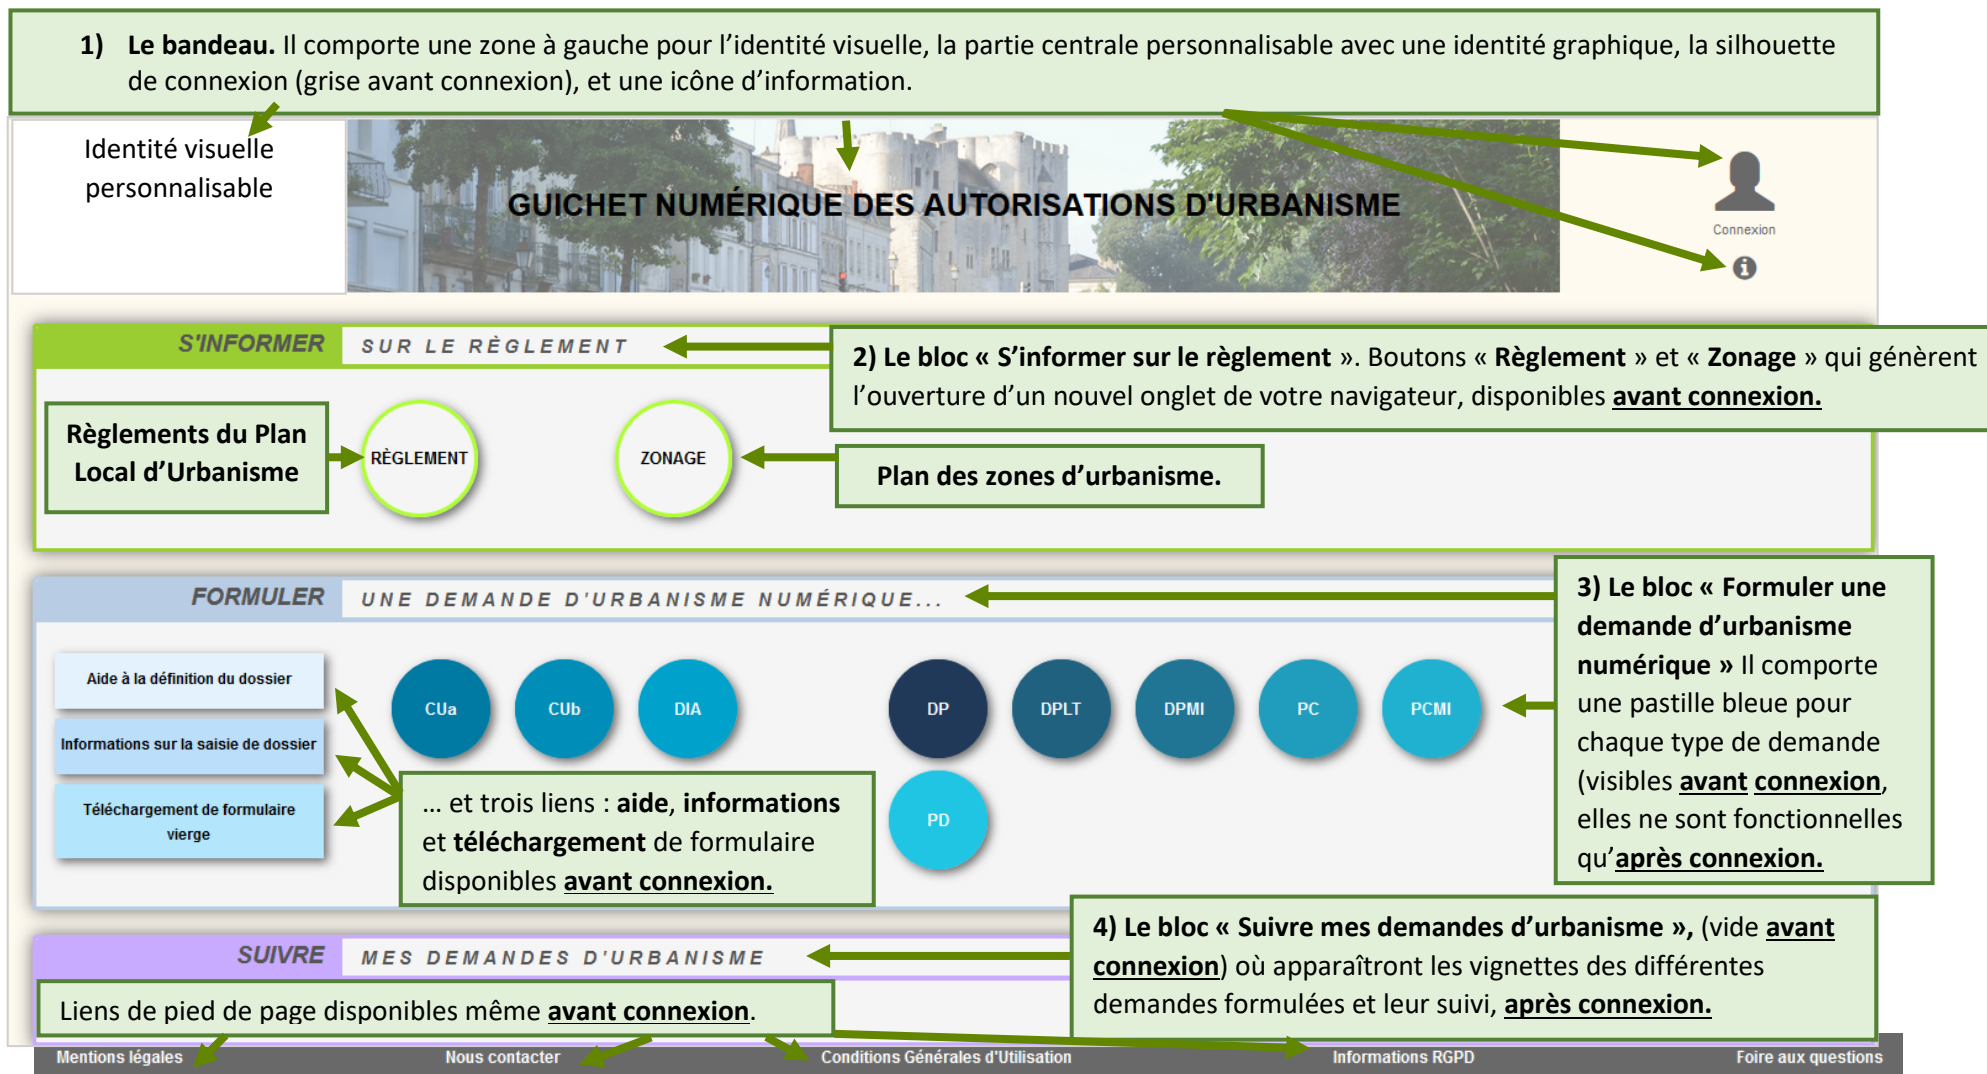 1) Le bandeau. Il comporte une zone à gauche pour l’identité visuelle, la partie centrale personnalisable avec une identité graphique, la silhouette
de connexion (grise avant connexion), et une icône d’information.
Identité visuelle
personnalisable
GUICHET NUMÉRIQUE DES AUTORISATIONS D'URBANISME
Connexion
S'INFORMER SUR LE RÈGLEMENT
2) Le bloc « S’informer sur le règlement ». Boutons « Règlement » et « Zonage » qui génèrent
l’ouverture d’un nouvel onglet de votre navigateur, disponibles avant connexion.
Règlements du Plan
Local d’Urbanisme
RÈGLEMENT
ZONAGE
Plan des zones d’urbanisme.
FORMULER UNE DEMANDE D'URBANISME NUMÉRIQUE...
3) Le bloc « Formuler une
demande d’urbanisme
numérique » Il comporte
une pastille bleue pour
chaque type de demande
(visibles avant connexion,
elles ne sont fonctionnelles
qu’après connexion.
Aide à la définition du dossier
Informations sur la saisie de dossier
Téléchargement de formulaire
vierge
CUa
CUb
DIA
DP
DPLT
DPMI
PC
PCMI
PD
… et trois liens : aide, informations
et téléchargement de formulaire
disponibles avant connexion.
SUIVRE MES DEMANDES D'URBANISME
4) Le bloc « Suivre mes demandes d’urbanisme », (vide avant
connexion) où apparaîtront les vignettes des différentes
demandes formulées et leur suivi, après connexion.
Liens de pied de page disponibles même avant connexion.
Mentions légales
Nous contacter
Conditions Générales d'Utilisation
Informations RGPD
Foire aux questions